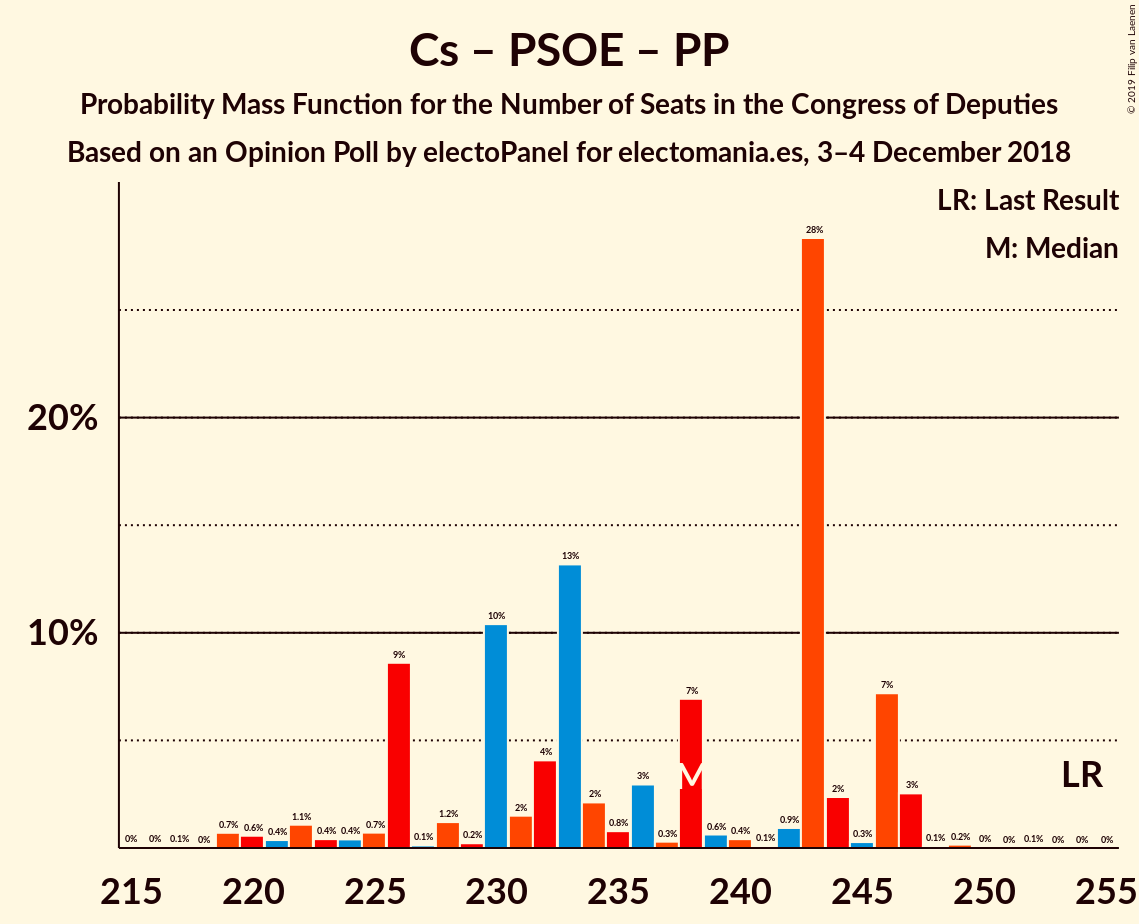 © 2019 Filip van Laenen
Cs – PSOE – PP
Probability Mass Function for the Number of Seats in the Congress of Deputies
Based on an Opinion Poll by electoPanel for electomania.es, 3–4 December 2018
LR: Last Result
M: Median
20%
10%
0% 0% 0.1% 0% 0.7% 0.6% 0.4% 1.1% 0.4% 0.4% 0.7% 9% 0.1% 1.2% 0.2% 10% 2% 4% 13% 2% 0.8% 3% 0.3% 7% 0.6% 0.4% 0.1% 0.9% 28% 2% 0.3% 7% 3% 0.1% 0.2% 0% 0% 0.1% 0% 0% 0%
M
LR
215 220 225 230 235 240 245 250 255